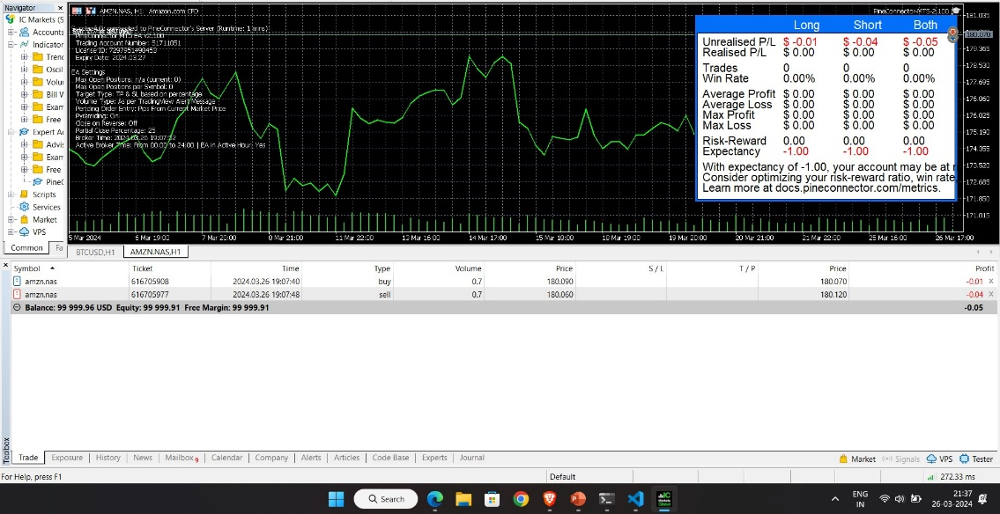 Navigator ×
IC Markets (S
Accounts
Indicator
Trend
Oscil
Volu
Bill W
Exam
Free
Expert A
Advis
Exam
Free
PineC
Scripts
Services
Market
VPS
Common Fa
AMZN.NAS, H1: Amazon.com CFD
PineConnector-MT5-2.100
connected to PineConnector's Server (Runtime: 1 mins)
PineConnector MT5 EA v2.100
Trading Account Number: 51711051
License ID: 7297951498453
Expiry Date: 2024.03.27
EA Settings
Max Open Positions: n/a (current: 0)
Max Open Positions per Symbol: 0
Target Type: TP & SL based on percentage
Volume Type: As per TradingView Alert Message
Pending Order Entry: Pips From Current Market Price
Pyramiding: On
Close on Reverse: Off
Partial Close Percentage: 25
Broker Time: 2024.03.26 19:07:52
Active Broker Time: From 00:00 to 24:00 | EA in Active Hour: Yes
Long Short Both
Unrealised P/L $ -0.01 $ -0.04 $ -0.05
Realised P/L $ 0.00 $ 0.00 $ 0.00
Trades 0 0 0
Win Rate 0.00% 0.00% 0.00%
Average Profit $ 0.00 $ 0.00 $ 0.00
Average Loss $ 0.00 $ 0.00 $ 0.00
Max Profit $ 0.00 $ 0.00 $ 0.00
Max Loss $ 0.00 $ 0.00 $ 0.00
Risk-Reward 0.00 0.00 0.00
Expectancy -1.00 -1.00 -1.00
With expectancy of -1.00, your account may be at r
Consider optimizing your risk-reward ratio, win rate,
Learn more at docs.pineconnector.com/metrics.
181.035
180.070
179.365
178.530
177.695
176.860
176.025
175.190
174.355
173.520
172.685
171.850
171.015
5 Mar 2024 6 Mar 19:00 7 Mar 20:00 8 Mar 21:00 11 Mar 22:00 13 Mar 16:00 14 Mar 17:00 15 Mar 18:00 18 Mar 19:00 19 Mar 20:00 20 Mar 21:00 21 Mar 22:00 25 Mar 16:00 26 Mar 17:00
BTCUSD,H1 AMZN.NAS,H1
Symbol Ticket Time Type Volume Price S / L T / P Price Profit
amzn.nas 616705908 2024.03.26 19:07:40 buy 0.7 180.090 180.070 -0.01 ×
amzn.nas 616705977 2024.03.26 19:07:48 sell 0.7 180.060 180.120 -0.04 ×
Balance: 99 999.96 USD Equity: 99 999.91 Free Margin: 99 999.91 -0.05
Toolbox
Trade Exposure History News Mailbox 9 Calendar Company Alerts Articles Code Base Experts Journal
Market Signals VPS Tester
For Help, press F1 Default 272.33 ms
Search
ENG
IN
21:37
26-03-2024